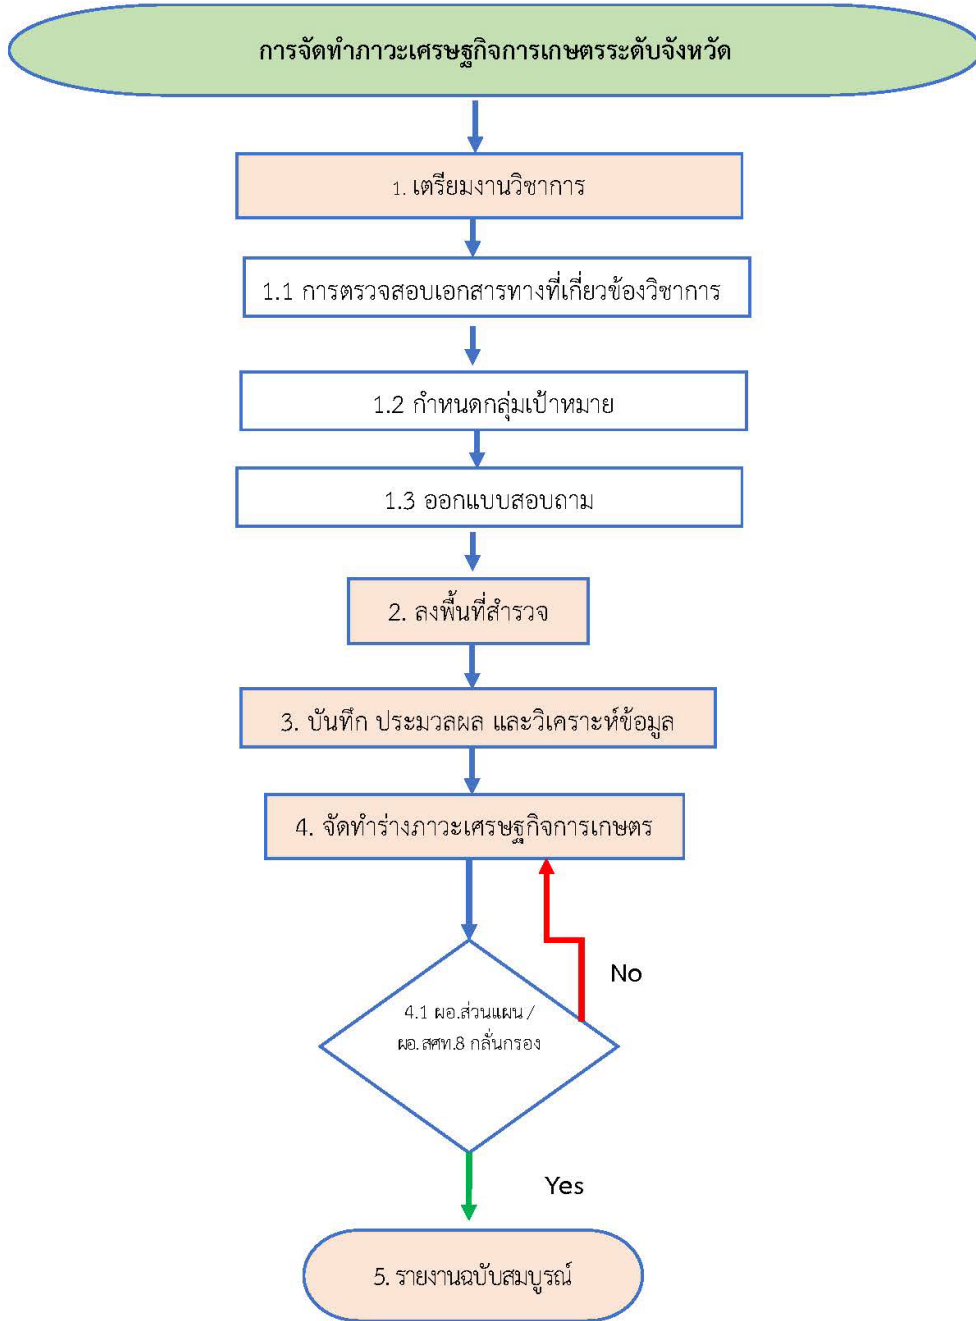 การจัดทำภาวะเศรษฐกิจการเกษตรระดับจังหวัด
1. เตรียมงานวิชาการ
1.1 การตรวจสอบเอกสารทางที่เกี่ยวข้องวิชาการ
1.2 กำหนดกลุ่มเป้าหมาย
1.3 ออกแบบสอบถาม
2. ลงพื้นที่สำรวจ
3. บันทึก ประมวลผล และวิเคราะห์ข้อมูล
4. จัดทำร่างภาวะเศรษฐกิจการเกษตร
No
4.1 ผอ.ส่วนแผน /
ผอ.สศท.8 กลั่นกรอง
Yes
5. รายงานฉบับสมบูรณ์